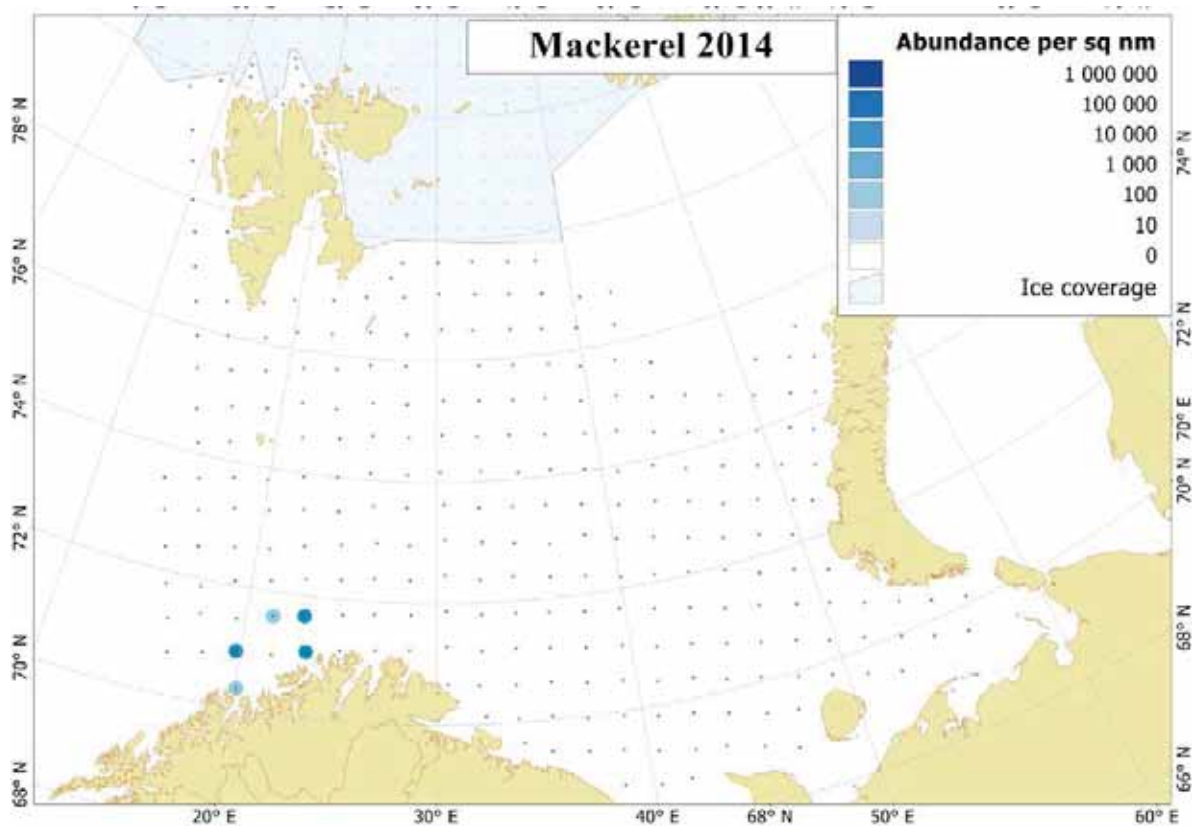 Mackerel 2014
Abundance per sq nm
1 000 000
100 000
10 000
1 000
100
10
0
Ice coverage
78° N
76° N
74° N
72° N
70° N
68° N
74° N
72° N
70° E
70° N
68° N
66° N
20° E
30° E
40° E
68° N
50° E
60° E